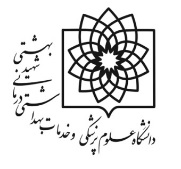 دانشگاه علوم پزشکی
و خدمات بهداشتی درمانی
شهید بهشتی